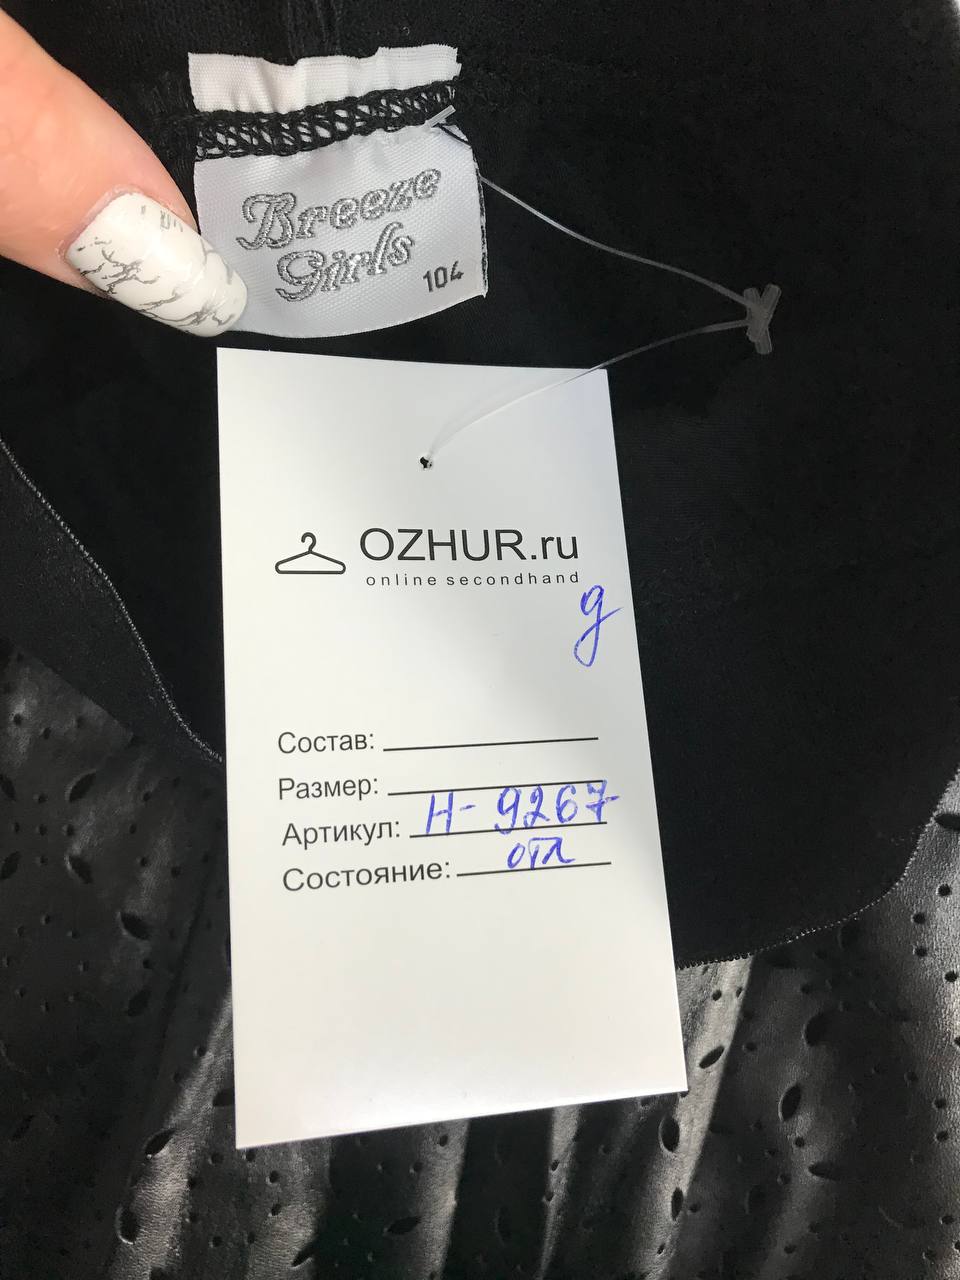 Breeze
Girls
104
OZHUR.ru
online secondhand
g
Состав:
Размер:
Артикул: Н-9267
Состояние: отл